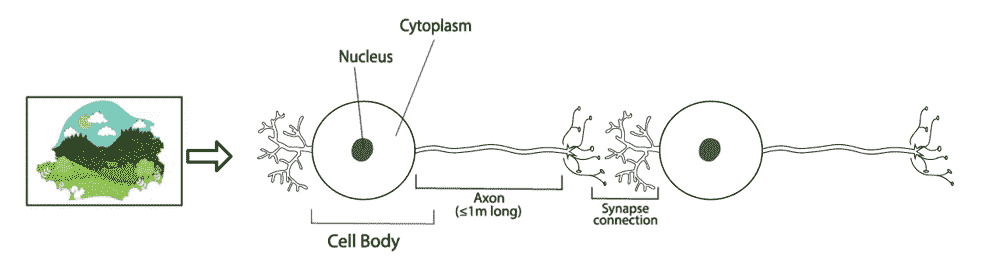 Cytoplasm
Nucleus
Axon
(≤1m long)
Synapse
connection
Cell Body